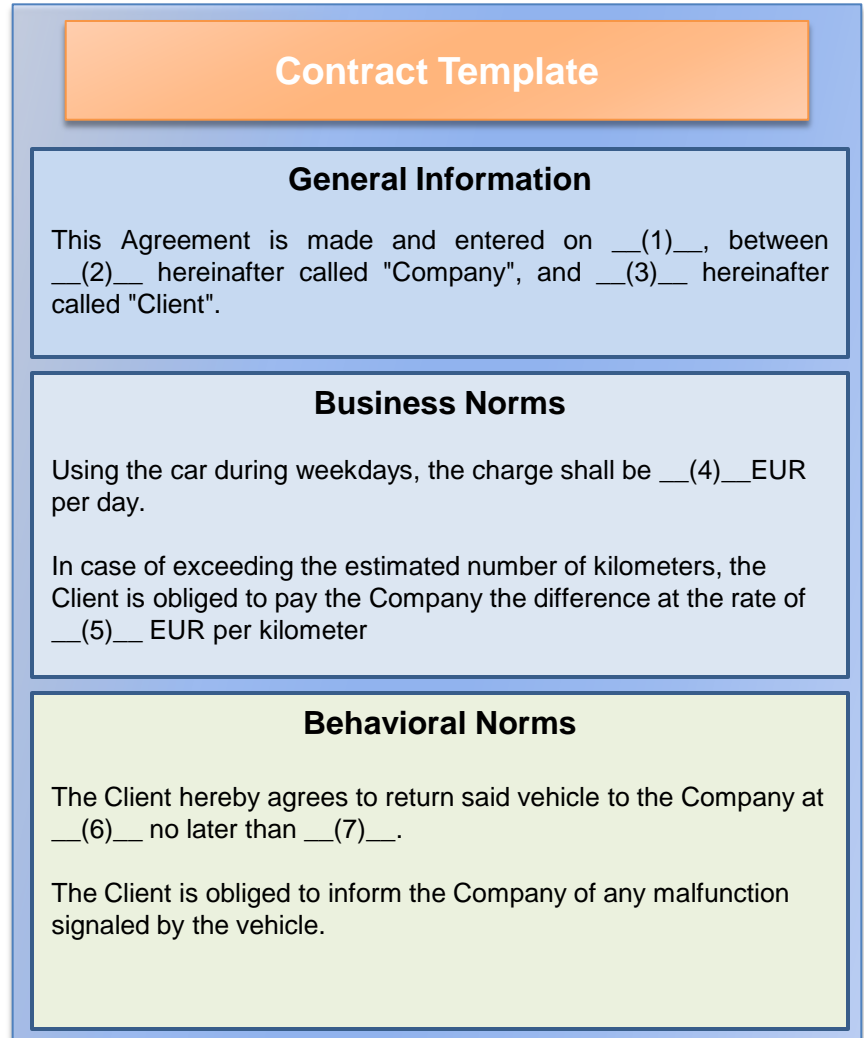 Contract Template
General Information
This Agreement is made and entered on __(1)__, between
__(2)__ hereinafter called "Company", and __(3)__ hereinafter
called "Client".
Business Norms
Using the car during weekdays, the charge shall be __(4)__EUR
per day.
In case of exceeding the estimated number of kilometers, the
Client is obliged to pay the Company the difference at the rate of
__(5)__ EUR per kilometer
Behavioral Norms
The Client hereby agrees to return said vehicle to the Company at
__(6)__ no later than __(7)__.
The Client is obliged to inform the Company of any malfunction
signaled by the vehicle.